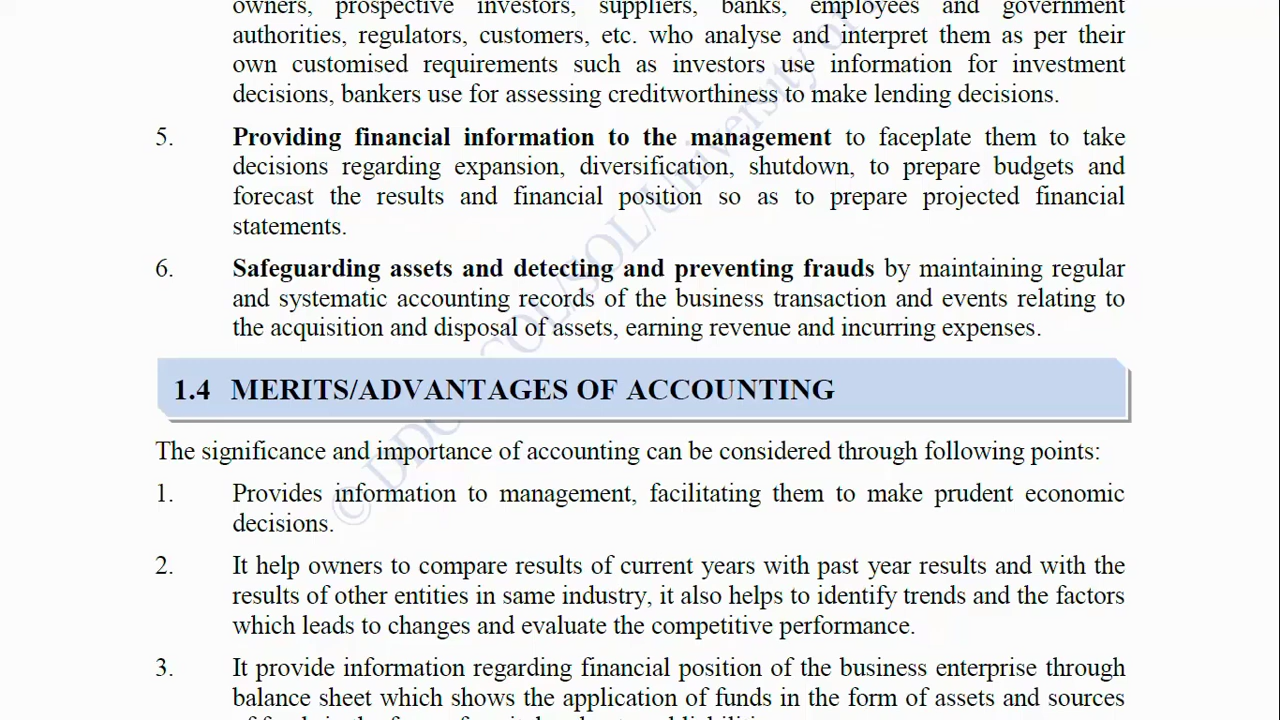 owners, prospective investors, suppliers, banks, employees and government
authorities, regulators, customers, etc. who analyse and interpret them as per their
own customised requirements such as investors use information for investment
decisions, bankers use for assessing creditworthiness to make lending decisions.
5. Providing financial information to the management to faceplate them to take
decisions regarding expansion, diversification, shutdown, to prepare budgets and
forecast the results and financial position so as to prepare projected financial
statements.
6. Safeguarding assets and detecting and preventing frauds by maintaining regular
and systematic accounting records of the business transaction and events relating to
the acquisition and disposal of assets, earning revenue and incurring expenses.
1.4 MERITS/ADVANTAGES OF ACCOUNTING
The significance and importance of accounting can be considered through following points:
1. Provides information to management, facilitating them to make prudent economic
decisions.
2. It help owners to compare results of current years with past year results and with the
results of other entities in same industry, it also helps to identify trends and the factors
which leads to changes and evaluate the competitive performance.
3. It provide information regarding financial position of the business enterprise through
balance sheet which shows the application of funds in the form of assets and sources